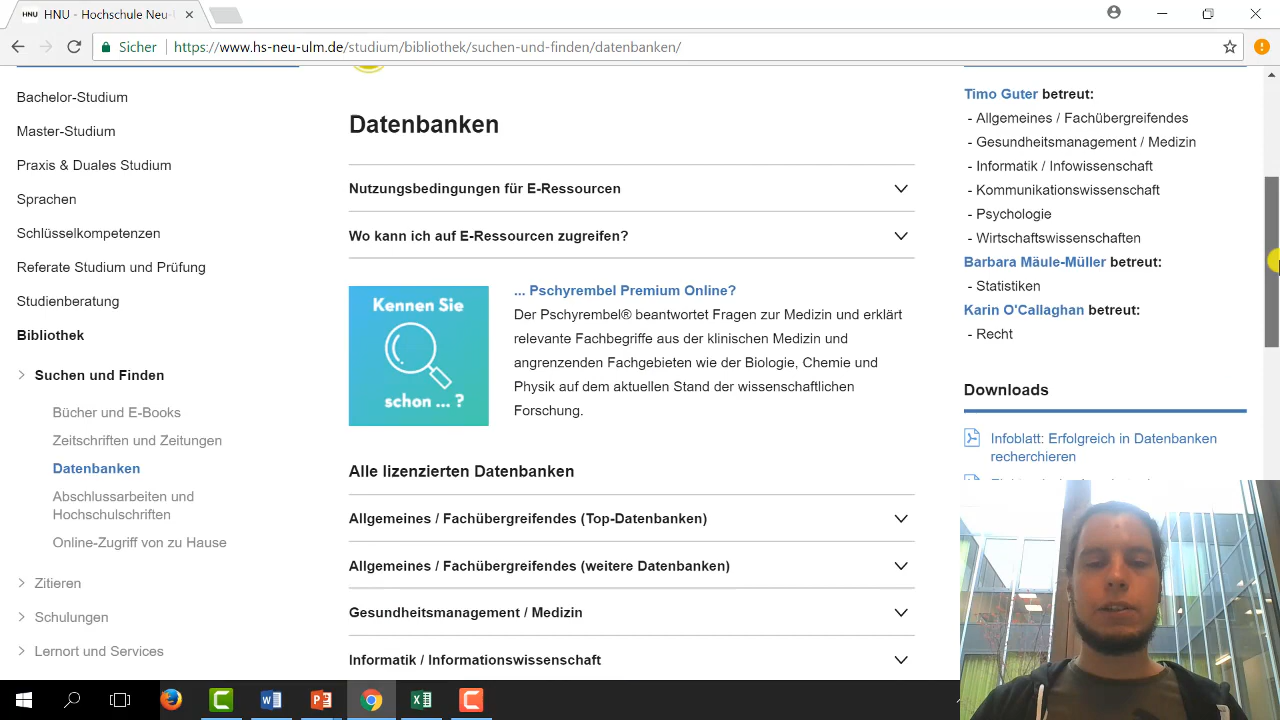 HNU - Hochschule Neu-U
Sicher
https://www.hs-neu-ulm.de/studium/bibliothek/suchen-und-finden/datenbanken/
Bachelor-Studium
Master-Studium
Praxis & Duales Studium
Sprachen
Schlüsselkompetenzen
Referate Studium und Prüfung
Studienberatung
Bibliothek
Suchen und Finden
Bücher und E-Books
Zeitschriften und Zeitungen
Datenbanken
Abschlussarbeiten und
Hochschulschriften
Online-Zugriff von zu Hause
Zitieren
Schulungen
Lernort und Services
Datenbanken
Nutzungsbedingungen für E-Ressourcen
Wo kann ich auf E-Ressourcen zugreifen?
Kennen Sie
schon ... ?
... Pschyrembel Premium Online?
Der Pschyrembel® beantwortet Fragen zur Medizin und erklärt
relevante Fachbegriffe aus der klinischen Medizin und
angrenzenden Fachgebieten wie der Biologie, Chemie und
Physik auf dem aktuellen Stand der wissenschaftlichen
Forschung.
Alle lizenzierten Datenbanken
Allgemeines / Fachübergreifendes (Top-Datenbanken)
Allgemeines / Fachübergreifendes (weitere Datenbanken)
Gesundheitsmanagement / Medizin
Informatik / Informationswissenschaft
Timo Guter betreut:
- Allgemeines / Fachübergreifendes
- Gesundheitsmanagement / Medizin
- Informatik / Infowissenschaft
- Kommunikationswissenschaft
- Psychologie
- Wirtschaftswissenschaften
Barbara Mäule-Müller betreut:
- Statistiken
Karin O'Callaghan betreut:
- Recht
Downloads
Infoblatt: Erfolgreich in Datenbanken
recherchieren